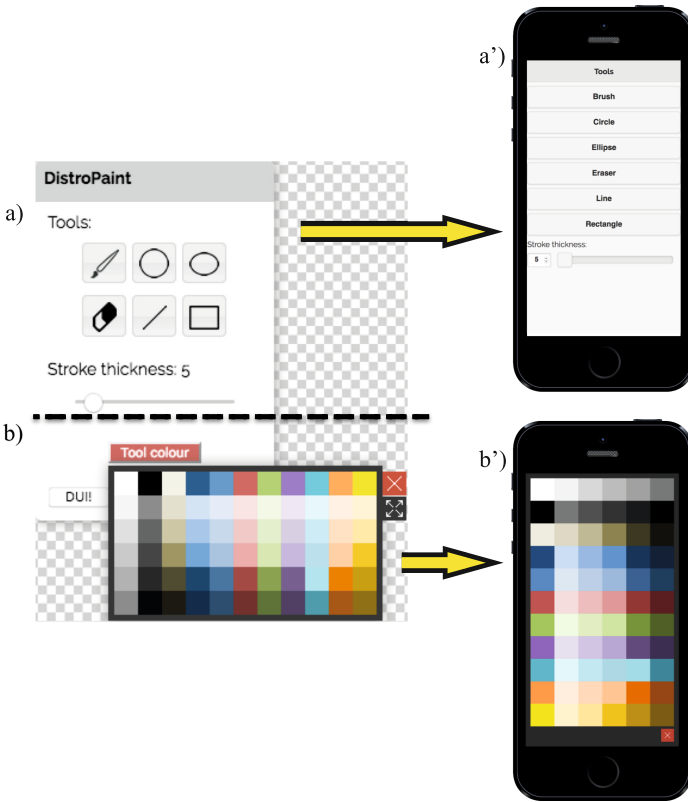 a)
DistroPaint
Tools:
Stroke thickness: 5
b)
Tool colour
DUI!
a’)
Tools
Brush
Circle
Ellipse
Eraser
Line
Rectangle
Stroke thickness:
5
b’)